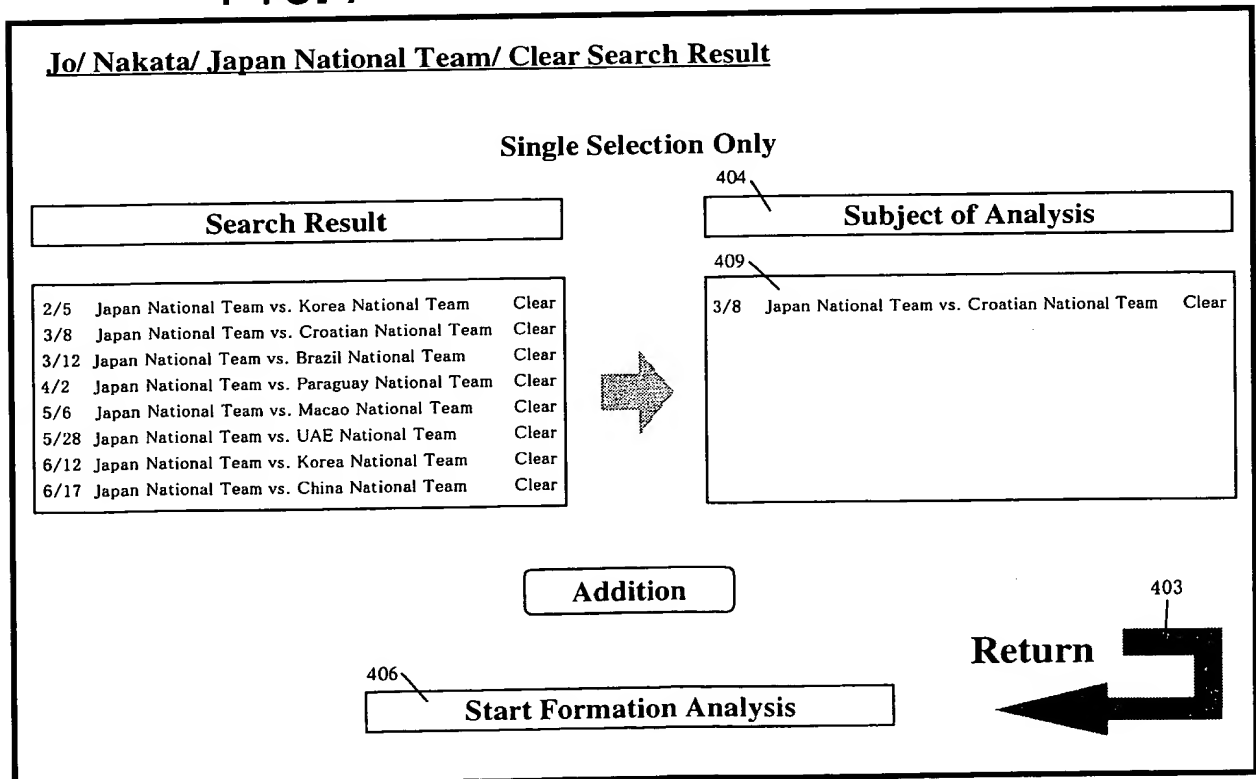 Jo/ Nakata/ Japan National Team/ Clear Search Result
Single Selection Only
404
Search Result
Subject of Analysis
409
2/5 Japan National Team vs. Korea National Team Clear
3/8 Japan National Team vs. Croatian National Team Clear
3/12 Japan National Team vs. Brazil National Team Clear
4/2 Japan National Team vs. Paraguay National Team Clear
5/6 Japan National Team vs. Macao National Team Clear
5/28 Japan National Team vs. UAE National Team Clear
6/12 Japan National Team vs. Korea National Team Clear
6/17 Japan National Team vs. China National Team Clear
3/8 Japan National Team vs. Croatian National Team Clear
Addition
403
Return
406
Start Formation Analysis